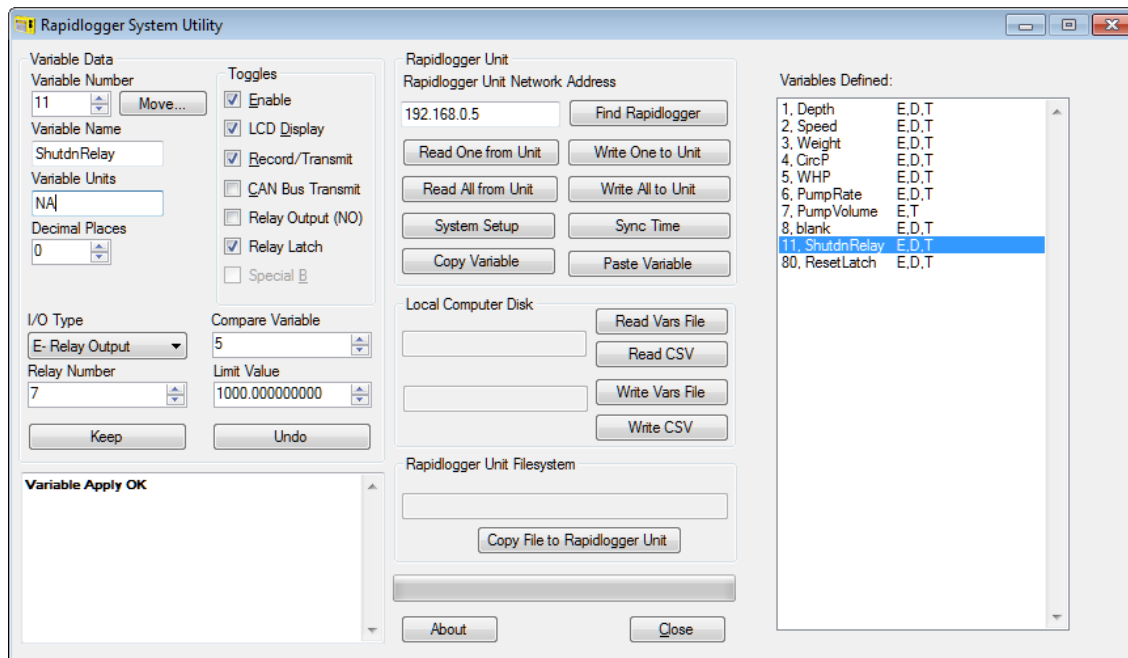 Rapidlogger System Utility
Variable Data
Variable Number
11
Move...
Variable Name
ShutdnRelay
Variable Units
NA
Decimal Places
0
Toggles
Enable
LCD Display
Record/Transmit
CAN Bus Transmit
Relay Output (NO)
Relay Latch
Special B
I/O Type
E- Relay Output
Compare Variable
5
Relay Number
7
Limit Value
1000.000000000
Keep
Undo
Variable Apply OK
Rapidlogger Unit
Rapidlogger Unit Network Address
192.168.0.5
Find Rapidlogger
Read One from Unit
Write One to Unit
Read All from Unit
Write All to Unit
System Setup
Sync Time
Copy Variable
Paste Variable
Local Computer Disk
Read Vars File
Read CSV
Write Vars File
Write CSV
Rapidlogger Unit Filesystem
Copy File to Rapidlogger Unit
About
Close
Variables Defined:
1, Depth E,D,T
2, Speed E,D,T
3, Weight E,D,T
4, CircP E,D,T
5, WHP E,D,T
6, PumpRate E,D,T
7, PumpVolume E,T
8, blank E,D,T
11, ShutdnRelay E,D,T
80, ResetLatch E,D,T